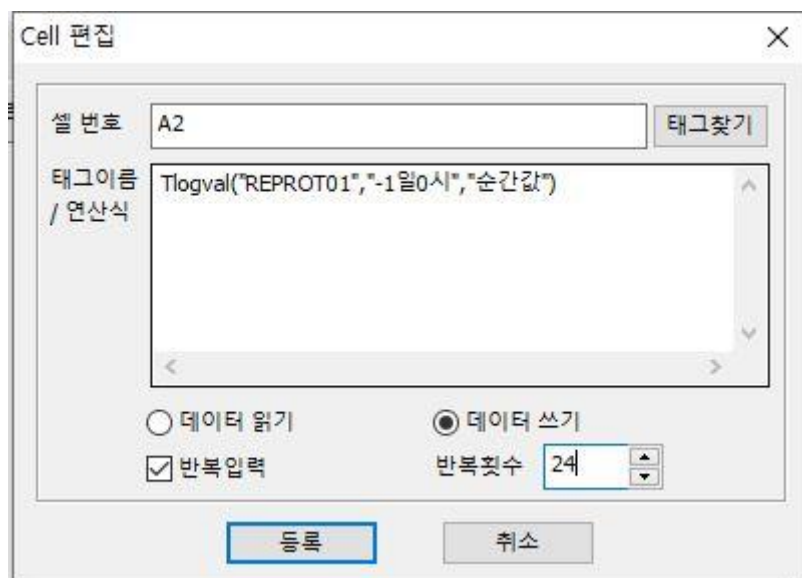 Cell 편집
셀 번호
A2
태그찾기
태그이름
/ 연산식
Tlogval("REPROT01","-1일0시","순간값")
데이터 읽기
데이터 쓰기
반복입력
반복횟수
24
등록
취소